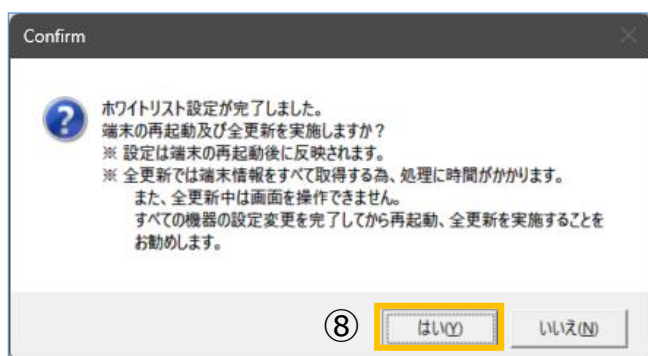 Confirm
ホワイトリスト設定が完了しました。
端末の再起動及び全更新を実施しますか？
※ 設定は端末の再起動後に反映されます。
※ 全更新では端末情報をすべて取得する為、処理に時間がかかります。
また、全更新中は画面を操作できません。
すべての機器の設定変更を完了してから再起動、全更新を実施することを
お勧めします。
⑧ はい(Y) いいえ(N)